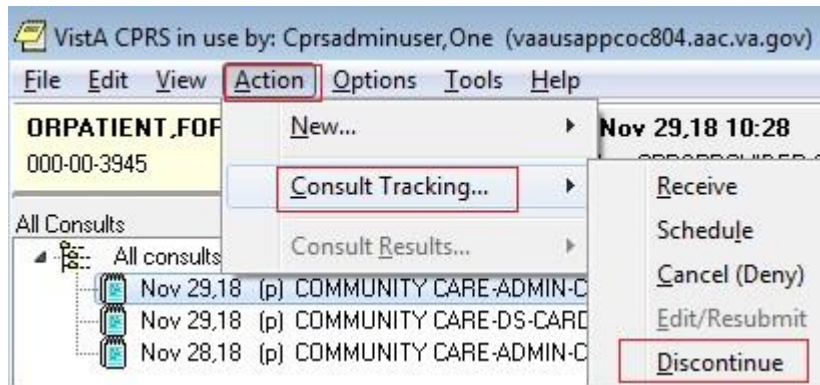 VistA CPRS in use by: Cprsadminuser,One (vaausappcoc804.aac.va.gov)
File Edit View Action Options Tools Help
ORPATIENT,FOR Nov 29,18 10:28
000-00-3945
New...
Consult Tracking...
Consult Results...
Receive
Schedule
Cancel (Deny)
Edit/Resubmit
Discontinue
All Consults
All consults
Nov 29,18 (p) COMMUNITY CARE-ADMIN-C
Nov 29,18 (p) COMMUNITY CARE-DS-CARD
Nov 28,18 (p) COMMUNITY CARE-ADMIN-C